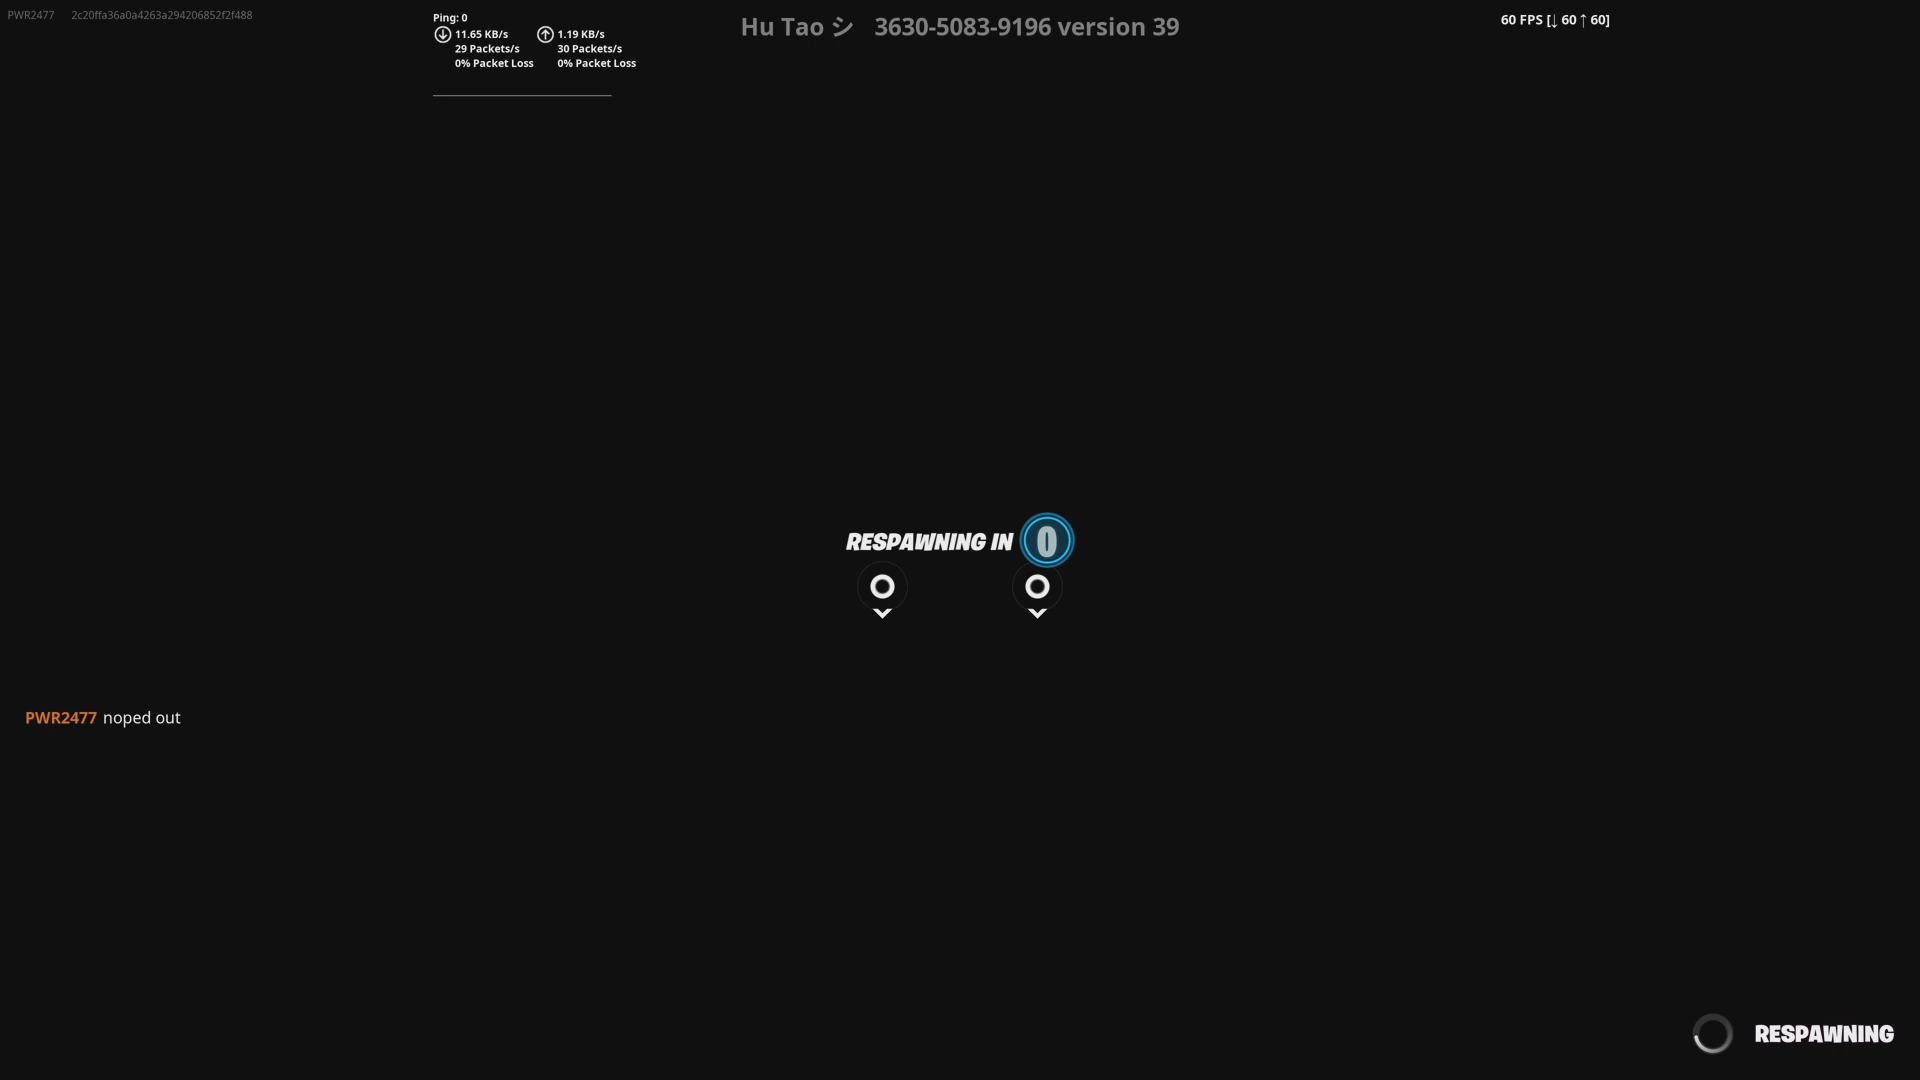 PWR2477 2c20ffa36a0a4263a294206852f2f488
Ping: 0
11.65 KB/s 1.19 KB/s
29 Packets/s 30 Packets/s
0% Packet Loss 0% Packet Loss
Hu Tao シ 3630-5083-9196 version 39
60 FPS [↓ 60 ↑ 60]
RESPAWNING IN 0
PWR2477 noped out
RESPAWNING